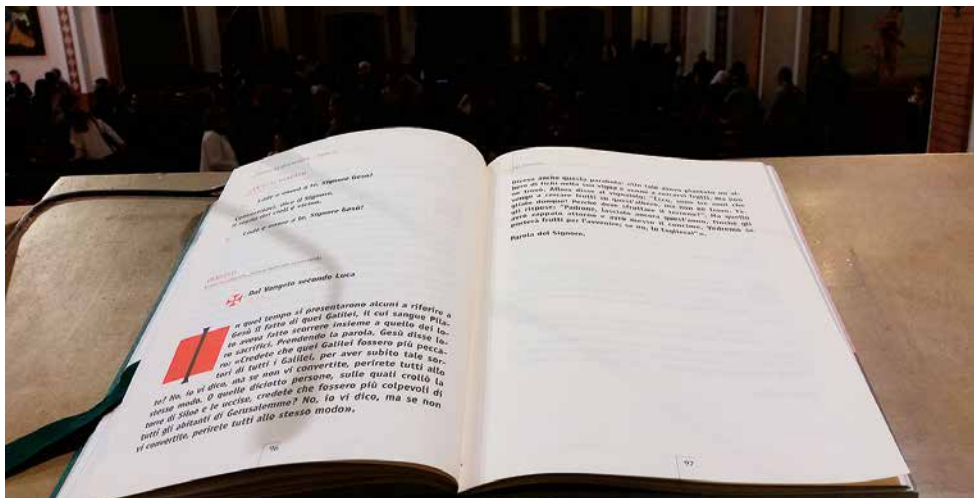 Lode e onore a te, Signore Gesù!
Convertitevi, dice il Signore,
il regno dei cieli è vicino.
Lode e onore a te, Signore Gesù!
Dal Vangelo secondo Luca
In quel tempo si presentarono alcuni a riferire a
Gesù il fatto di quei Galilei, il cui sangue Pila-
to aveva fatto scorrere insieme a quello dei lo-
ro sacrifici. Prendendo la parola, Gesù disse lo-
ro: «Credete che quei Galilei fossero più pecca-
tori di tutti i Galilei, per aver subito tale sor-
te? No, io vi dico, ma se non vi convertite, perirete tutti allo
stesso modo. O quelle diciotto persone, sulle quali crollò la
torre di Sìloe e le uccise, credete che fossero più colpevoli di
tutti gli abitanti di Gerusalemme? No, io vi dico, ma se non
vi convertite, perirete tutti allo stesso modo».
96
Diceva anche questa parabola: «Un tale aveva piantato un al-
bero di fichi nella sua vigna e venne a cercarvi frutti, ma non
ne trovò. Allora disse al vignaiolo: "Ecco, sono tre anni che
vengo a cercare frutti su quest'albero, ma non ne trovo. Ta-
glialo dunque! Perché deve sfruttare il terreno?". Ma quello
gli rispose: "Padrone, lascialo ancora quest'anno, finché gli
avrò zappato attorno e avrò messo il concime. Vedremo se
porterà frutti per l'avvenire; se no, lo taglierai"».
Parola del Signore.
97